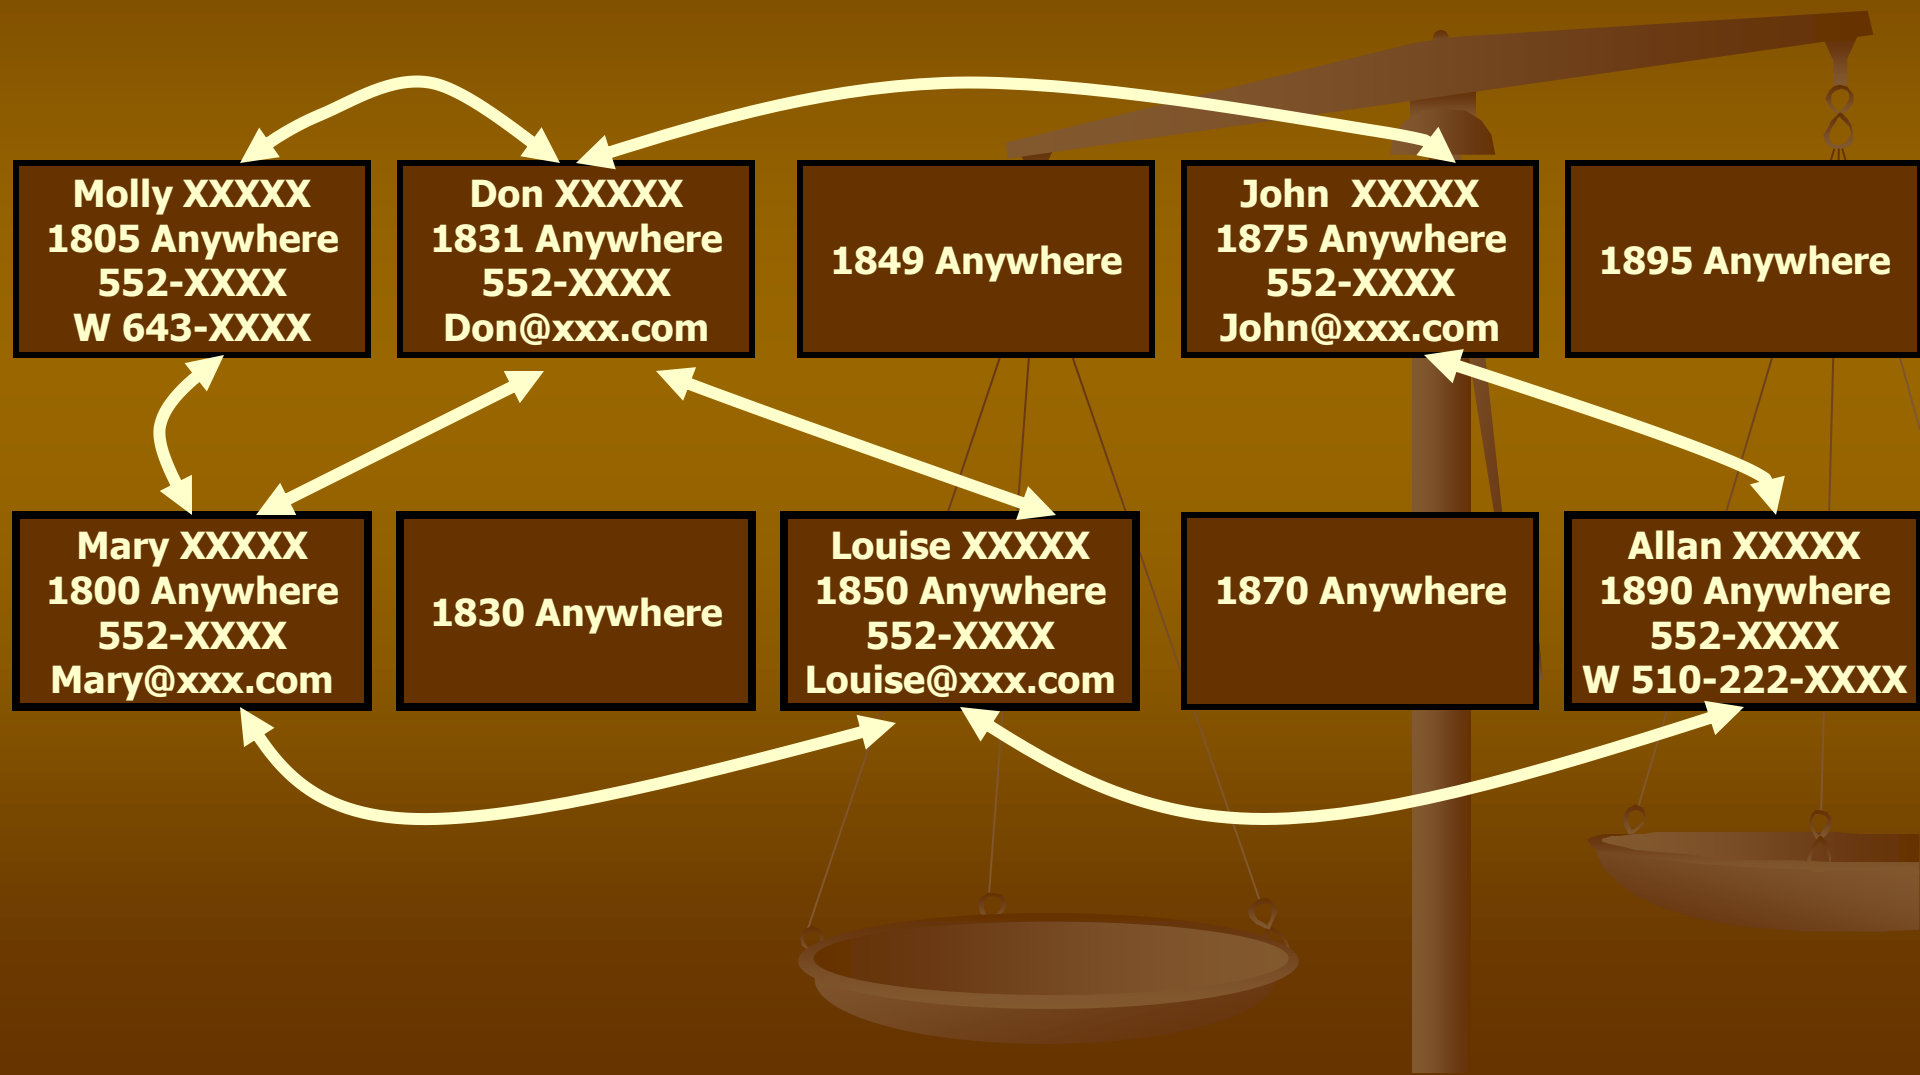 Molly XXXXX
1805 Anywhere
552-XXXX
W 643-XXXX
Don XXXXX
1831 Anywhere
552-XXXX
Don@xxx.com
1849 Anywhere
John  XXXXX
1875 Anywhere
552-XXXX
John@xxx.com
1895 Anywhere
Mary XXXXX
1800 Anywhere
552-XXXX
Mary@xxx.com
1830 Anywhere
Louise XXXXX
1850 Anywhere
552-XXXX
Louise@xxx.com
1870 Anywhere
Allan XXXXX
1890 Anywhere
552-XXXX
W 510-222-XXXX